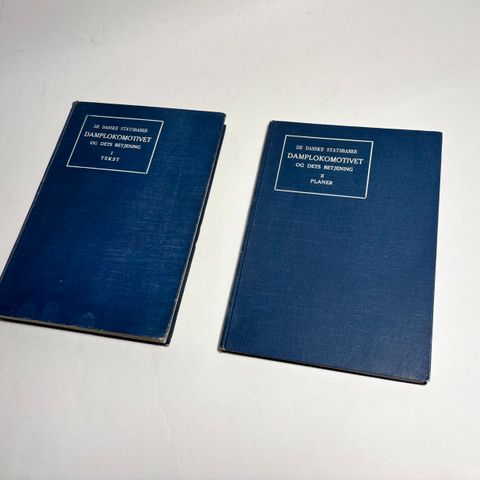 DE DANSKE STATSBANER
DAMPLOKOMOTIVET
OG DETS BETJENING
I
TEKST
DE DANSKE STATSBANER
DAMPLOKOMOTIVET
OG DETS BETJENING
II
PLANER